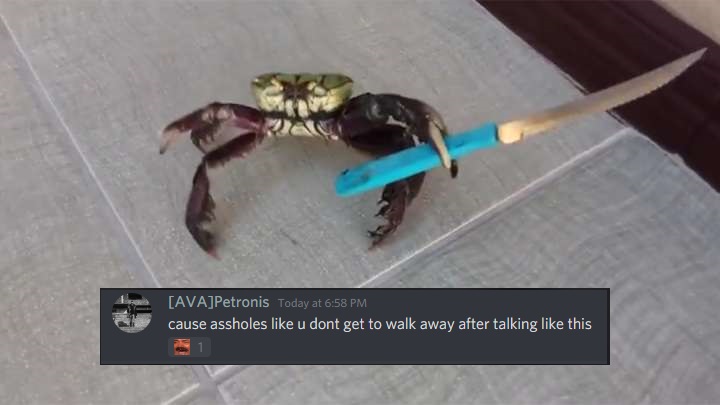 [AVA]Petronis Today at 6:58 PM
cause assholes like u dont get to walk away after talking like this
1